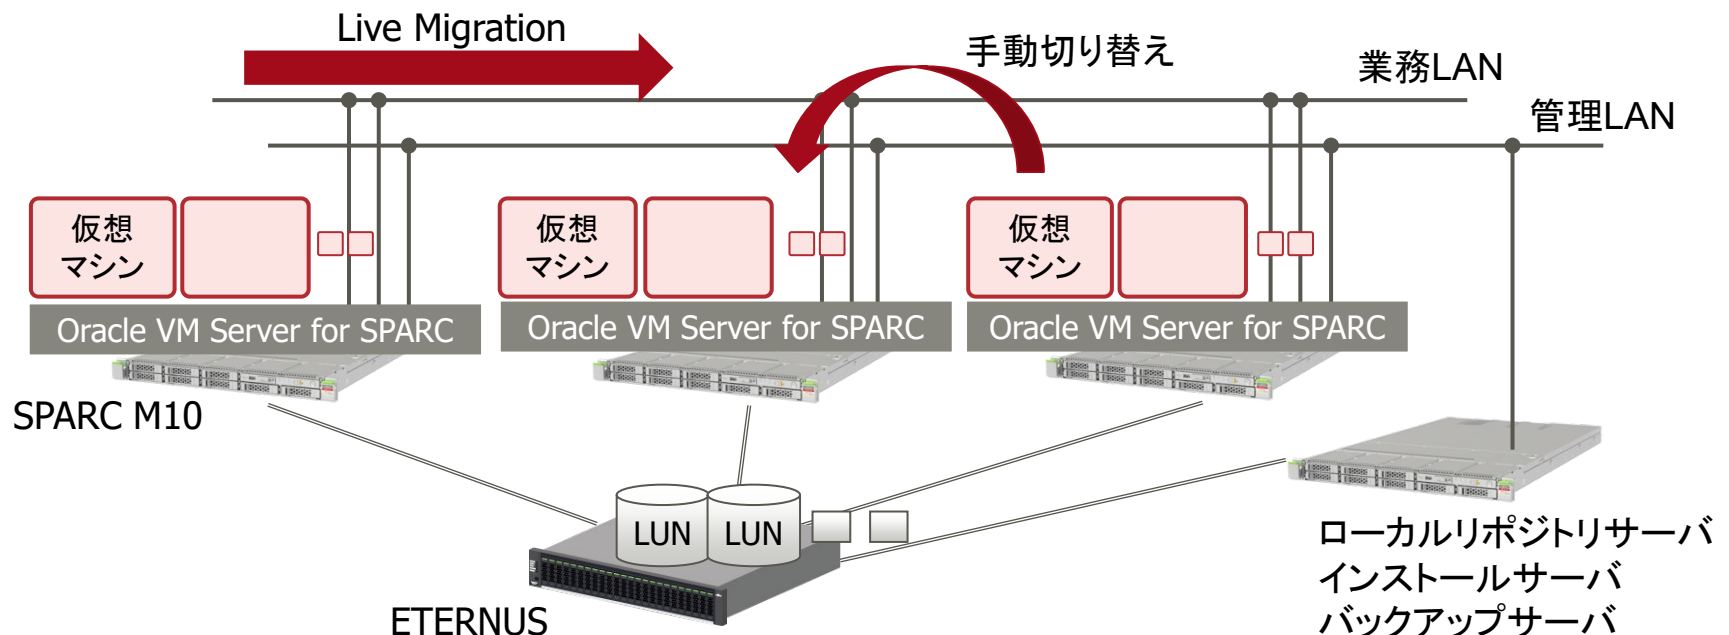 Live Migration
手動切り替え
業務LAN
管理LAN
仮想
マシン
仮想
マシン
仮想
マシン
Oracle VM Server for SPARC
Oracle VM Server for SPARC
Oracle VM Server for SPARC
SPARC M10
LUN
LUN
ETERNUS
ローカルリポジトリサーバ
インストールサーバ
バックアップサーバ